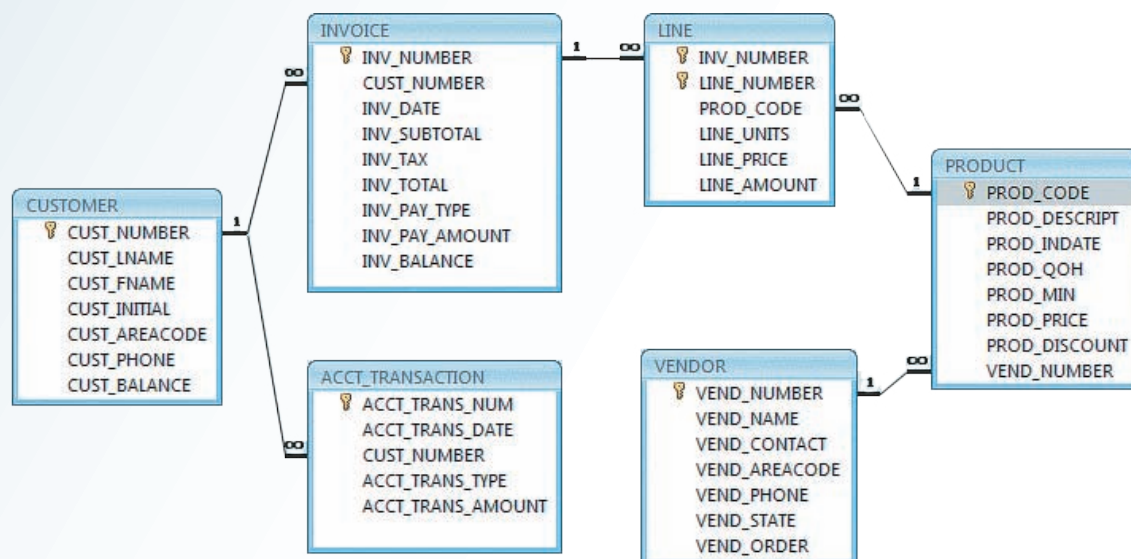 INVOICE
INV_NUMBER
CUST_NUMBER
INV_DATE
INV_SUBTOTAL
INV_TAX
INV_TOTAL
INV_PAY_TYPE
INV_PAY_AMOUNT
INV_BALANCE
1
∞
LINE
INV_NUMBER
LINE_NUMBER
PROD_CODE
LINE_UNITS
LINE_PRICE
LINE_AMOUNT
∞
1
PRODUCT
PROD_CODE
PROD_DESCRIPT
PROD_INDATE
PROD_QOH
PROD_MIN
PROD_PRICE
PROD_DISCOUNT
VEND_NUMBER
CUSTOMER
CUST_NUMBER
CUST_LNAME
CUST_FNAME
CUST_INITIAL
CUST_AREACODE
CUST_PHONE
CUST_BALANCE
1
∞
∞
ACCT_TRANSACTION
ACCT_TRANS_NUM
ACCT_TRANS_DATE
CUST_NUMBER
ACCT_TRANS_TYPE
ACCT_TRANS_AMOUNT
VENDOR
VEND_NUMBER
VEND_NAME
VEND_CONTACT
VEND_AREACODE
VEND_PHONE
VEND_STATE
VEND_ORDER
1
∞